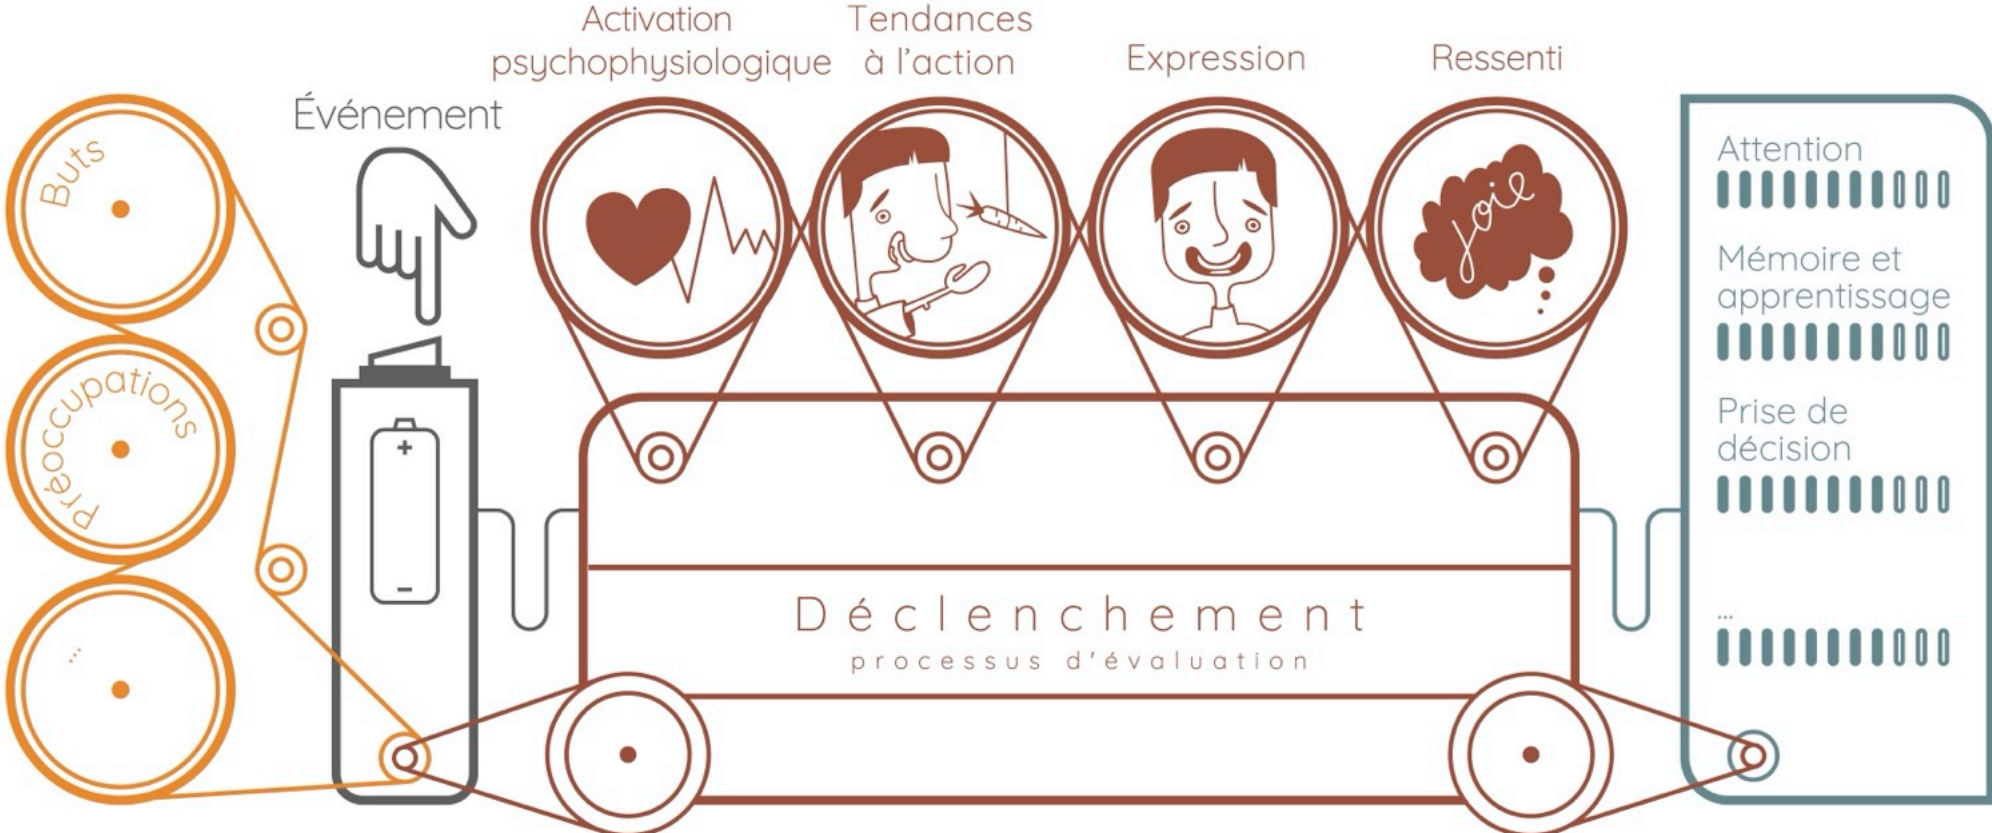 Buts
Préoccupations
...
Événement
+
-
Activation
psychophysiologique
Tendances
à l'action
Expression
Ressenti
joie
Déclenchement
processus d'évaluation
Attention
Mémoire et
apprentissage
Prise de
décision
...